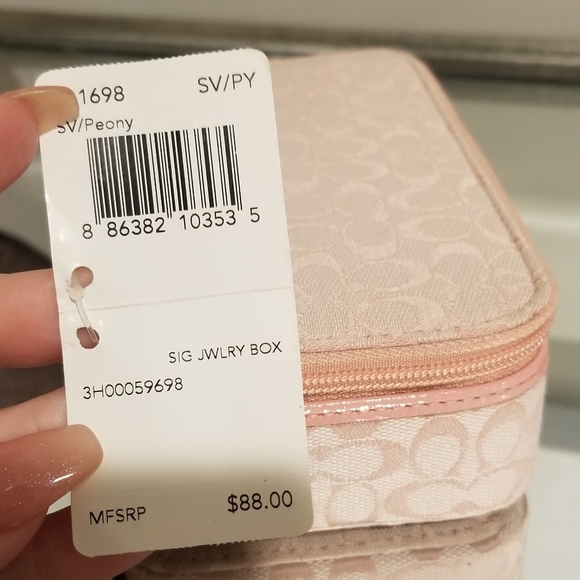 1698 SV/PY
SV/Peony
8 86382 10353 5
SIG JWLRY BOX
3H00059698
MFSRP $88.00